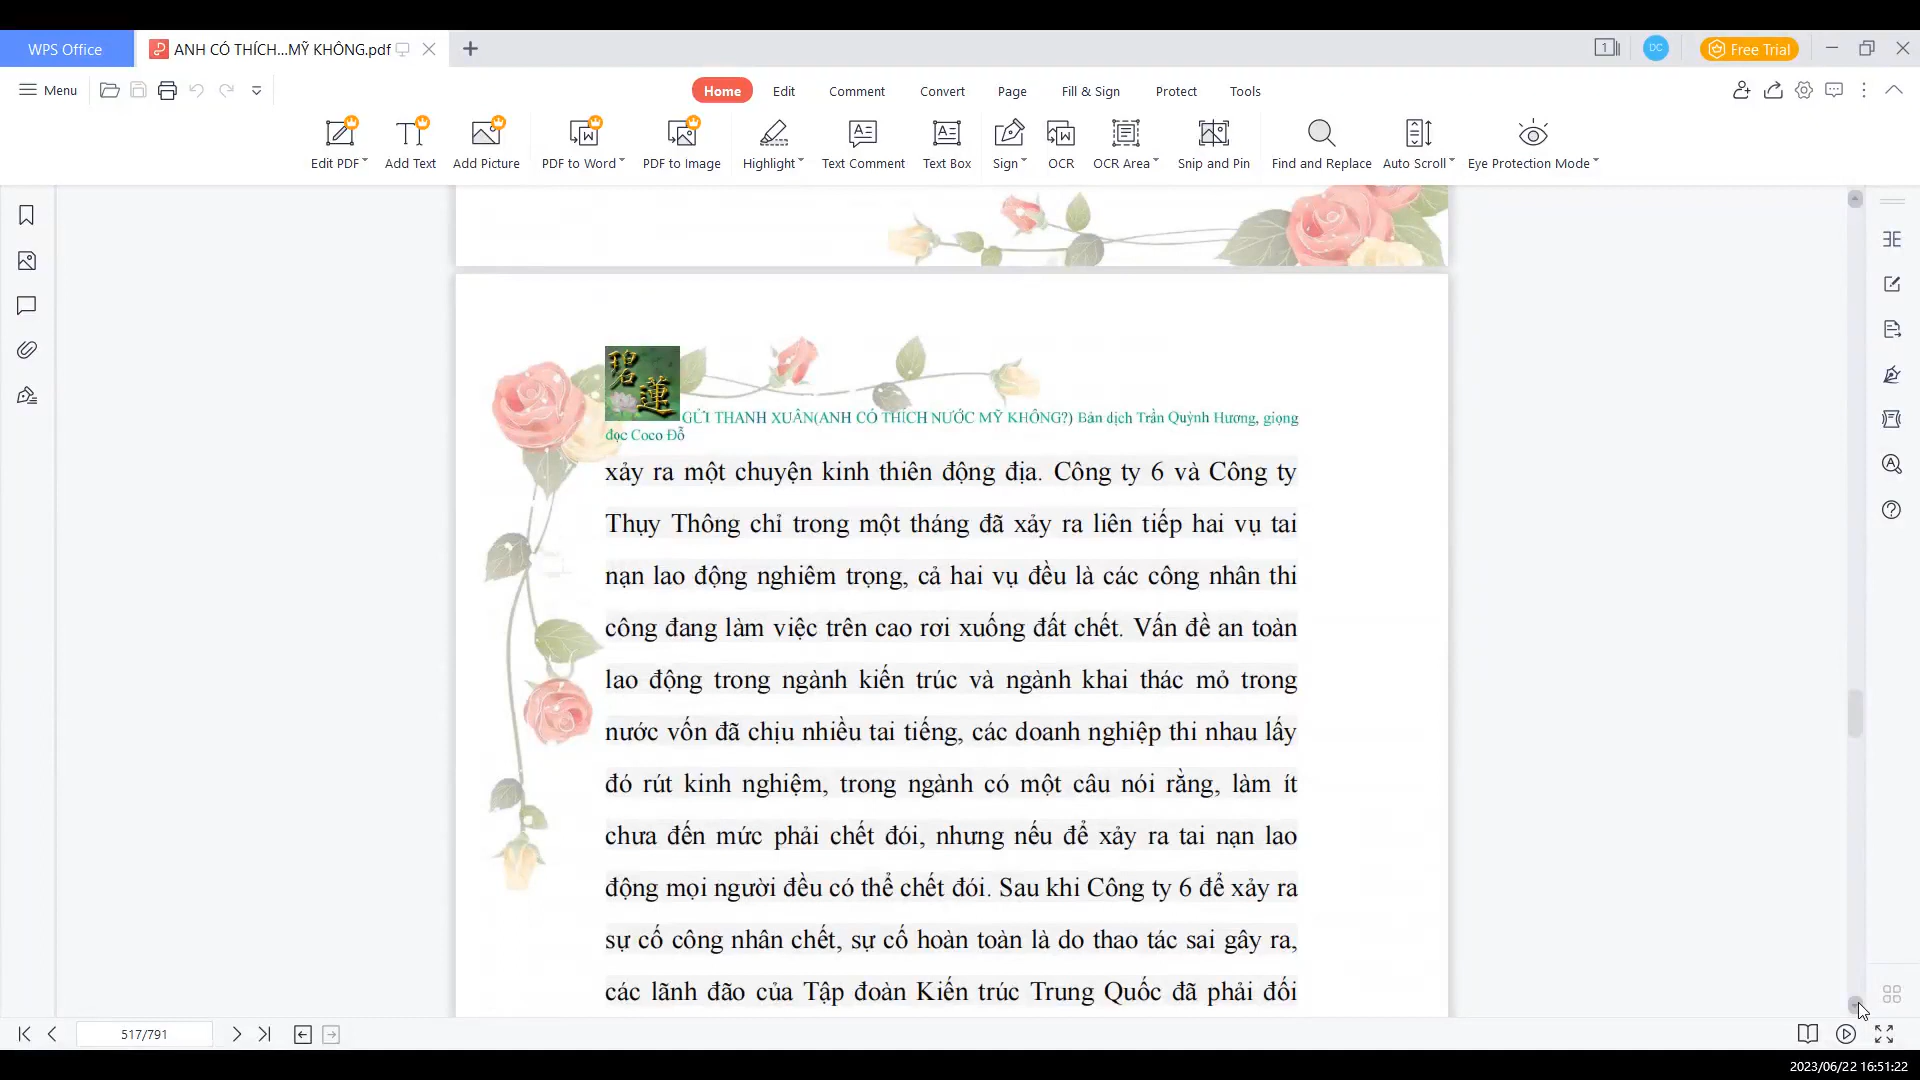 WPS Office
ANH CÓ THÍCH...MỸ KHÔNG.pdf
1
DC
Free Trial
Menu
Home Edit Comment Convert Page Fill & Sign Protect Tools
Edit PDF Add Text Add Picture PDF to Word PDF to Image Highlight Text Comment Text Box Sign OCR OCR Area Snip and Pin Find and Replace Auto Scroll Eye Protection Mode
碧蓮
GỬI THANH XUÂN(ANH CÓ THÍCH NƯỚC MỸ KHÔNG?) Bản dịch Trần Quỳnh Hương, giọng
đọc Coco Đỗ
xảy ra một chuyện kinh thiên động địa. Công ty 6 và Công ty
Thụy Thông chỉ trong một tháng đã xảy ra liên tiếp hai vụ tai
nạn lao động nghiêm trọng, cả hai vụ đều là các công nhân thi
công đang làm việc trên cao rơi xuống đất chết. Vấn đề an toàn
lao động trong ngành kiến trúc và ngành khai thác mỏ trong
nước vốn đã chịu nhiều tai tiếng, các doanh nghiệp thi nhau lấy
đó rút kinh nghiệm, trong ngành có một câu nói rằng, làm ít
chưa đến mức phải chết đói, nhưng nếu để xảy ra tai nạn lao
động mọi người đều có thể chết đói. Sau khi Công ty 6 để xảy ra
sự cố công nhân chết, sự cố hoàn toàn là do thao tác sai gây ra,
các lãnh đão của Tập đoàn Kiến trúc Trung Quốc đã phải đối
517/791
2023/06/22 16:51:22